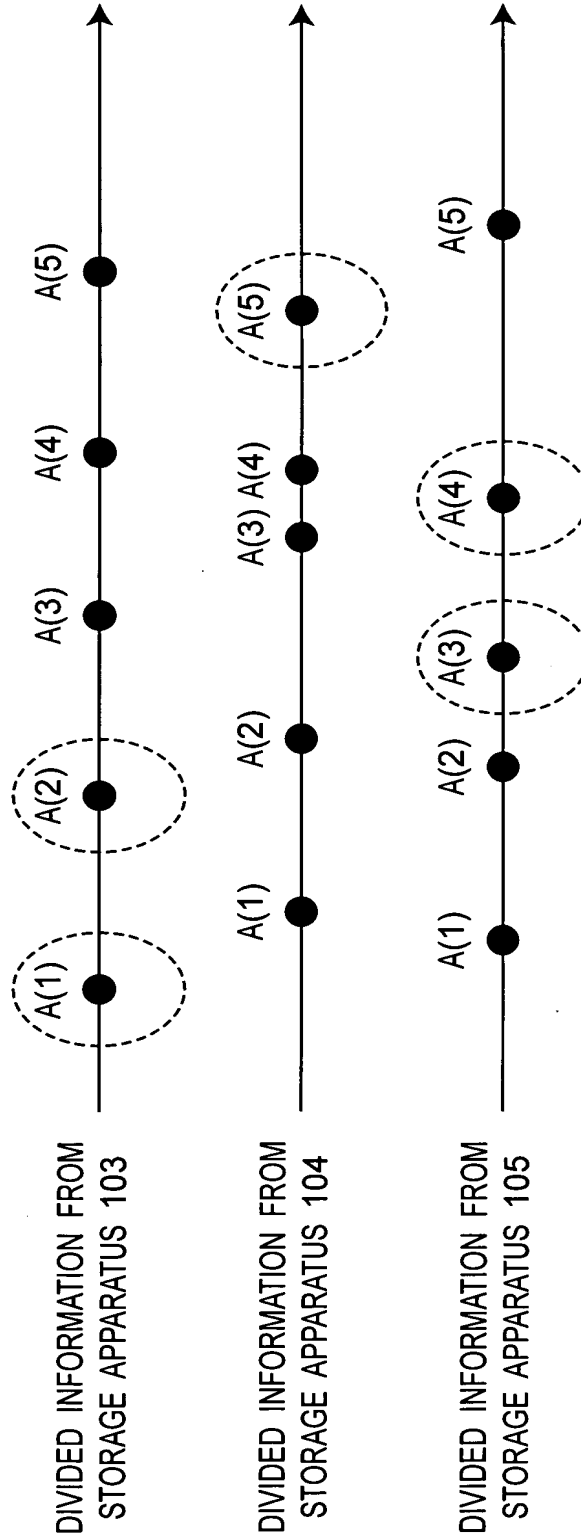 DIVIDED INFORMATION FROM
STORAGE APPARATUS 103
A(1) A(2) A(3) A(4) A(5)
DIVIDED INFORMATION FROM
STORAGE APPARATUS 104
A(1) A(2) A(3) A(4) A(5)
DIVIDED INFORMATION FROM
STORAGE APPARATUS 105
A(1) A(2) A(3) A(4) A(5)